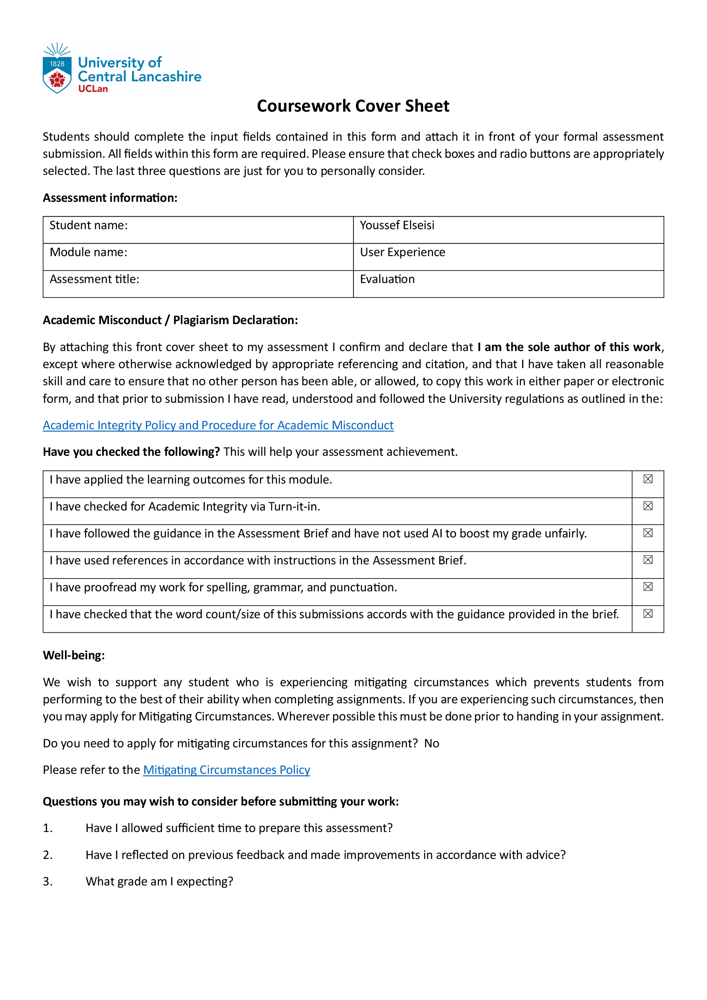 1828
University of
Central Lancashire
UCLan
Coursework Cover Sheet
Students should complete the input fields contained in this form and attach it in front of your formal assessment
submission. All fields within this form are required. Please ensure that check boxes and radio buttons are appropriately
selected. The last three questions are just for you to personally consider.
Assessment information:
Student name: Youssef Elseisi
Module name: User Experience
Assessment title: Evaluation
Academic Misconduct / Plagiarism Declaration:
By attaching this front cover sheet to my assessment I confirm and declare that I am the sole author of this work,
except where otherwise acknowledged by appropriate referencing and citation, and that I have taken all reasonable
skill and care to ensure that no other person has been able, or allowed, to copy this work in either paper or electronic
form, and that prior to submission I have read, understood and followed the University regulations as outlined in the:
Academic Integrity Policy and Procedure for Academic Misconduct
Have you checked the following? This will help your assessment achievement.
I have applied the learning outcomes for this module. ☒
I have checked for Academic Integrity via Turn-it-in. ☒
I have followed the guidance in the Assessment Brief and have not used AI to boost my grade unfairly. ☒
I have used references in accordance with instructions in the Assessment Brief. ☒
I have proofread my work for spelling, grammar, and punctuation. ☒
I have checked that the word count/size of this submissions accords with the guidance provided in the brief. ☒
Well-being:
We wish to support any student who is experiencing mitigating circumstances which prevents students from
performing to the best of their ability when completing assignments. If you are experiencing such circumstances, then
you may apply for Mitigating Circumstances. Wherever possible this must be done prior to handing in your assignment.
Do you need to apply for mitigating circumstances for this assignment? No
Please refer to the Mitigating Circumstances Policy
Questions you may wish to consider before submitting your work:
1. Have I allowed sufficient time to prepare this assessment?
2. Have I reflected on previous feedback and made improvements in accordance with advice?
3. What grade am I expecting?